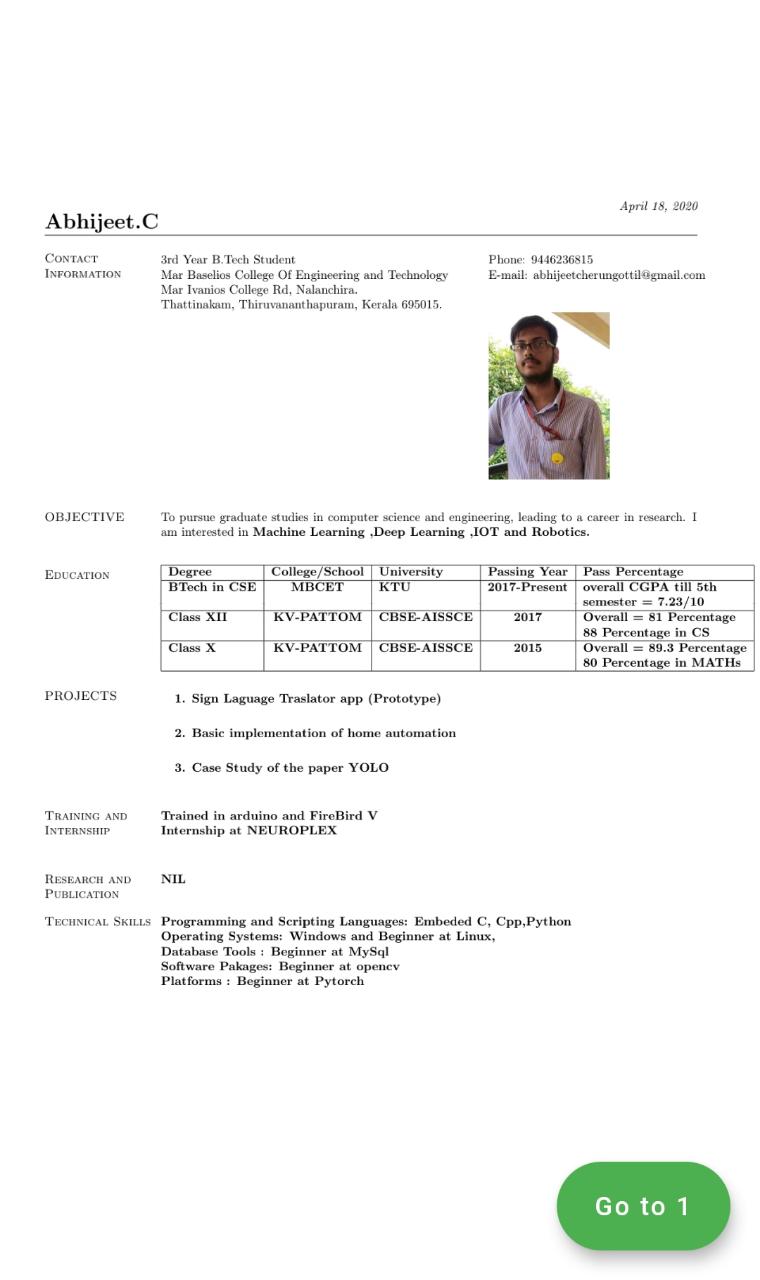 April 18, 2020
Abhijeet.C
Contact Information
3rd Year B.Tech Student
Mar Baselios College Of Engineering and Technology
Mar Ivanios College Rd, Nalanchira.
Thattinakam, Thiruvananthapuram, Kerala 695015.
Phone: 9446236815
E-mail: abhijeetcherungottil@gmail.com
OBJECTIVE
To pursue graduate studies in computer science and engineering, leading to a career in research. I
am interested in Machine Learning ,Deep Learning ,IOT and Robotics.
Education
Degree College/School University Passing Year Pass Percentage
BTech in CSE MBCET KTU 2017-Present overall CGPA till 5th
semester = 7.23/10
Class XII KV-PATTOM CBSE-AISSCE 2017 Overall = 81 Percentage
88 Percentage in CS
Class X KV-PATTOM CBSE-AISSCE 2015 Overall = 89.3 Percentage
80 Percentage in MATHs
PROJECTS
1. Sign Laguage Traslator app (Prototype)
2. Basic implementation of home automation
3. Case Study of the paper YOLO
Training and
Internship
Trained in arduino and FireBird V
Internship at NEUROPLEX
Research and
Publication
NIL
Technical Skills
Programming and Scripting Languages: Embeded C, Cpp,Python
Operating Systems: Windows and Beginner at Linux,
Database Tools : Beginner at MySql
Software Pakages: Beginner at opencv
Platforms : Beginner at Pytorch
Go to 1